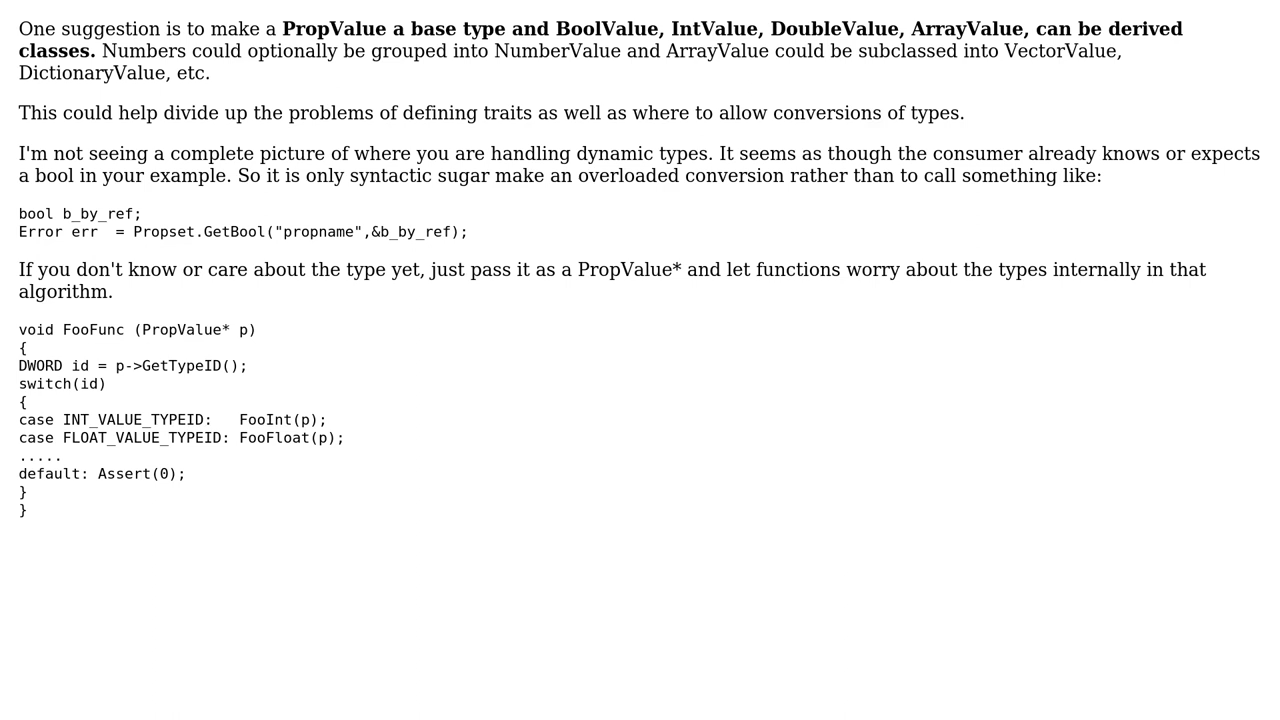 One suggestion is to make a PropValue a base type and BoolValue, IntValue, DoubleValue, ArrayValue, can be derived
classes. Numbers could optionally be grouped into NumberValue and ArrayValue could be subclassed into VectorValue,
DictionaryValue, etc.
This could help divide up the problems of defining traits as well as where to allow conversions of types.
I'm not seeing a complete picture of where you are handling dynamic types. It seems as though the consumer already knows or expects
a bool in your example. So it is only syntactic sugar make an overloaded conversion rather than to call something like:
bool b_by_ref;
Error err  = Propset.GetBool("propname",&b_by_ref);
If you don't know or care about the type yet, just pass it as a PropValue* and let functions worry about the types internally in that
algorithm.
void FooFunc (PropValue* p)
{
DWORD id = p->GetTypeID();
switch(id)
{
case INT_VALUE_TYPEID:   FooInt(p);
case FLOAT_VALUE_TYPEID: FooFloat(p);
.....
default: Assert(0);
}
}